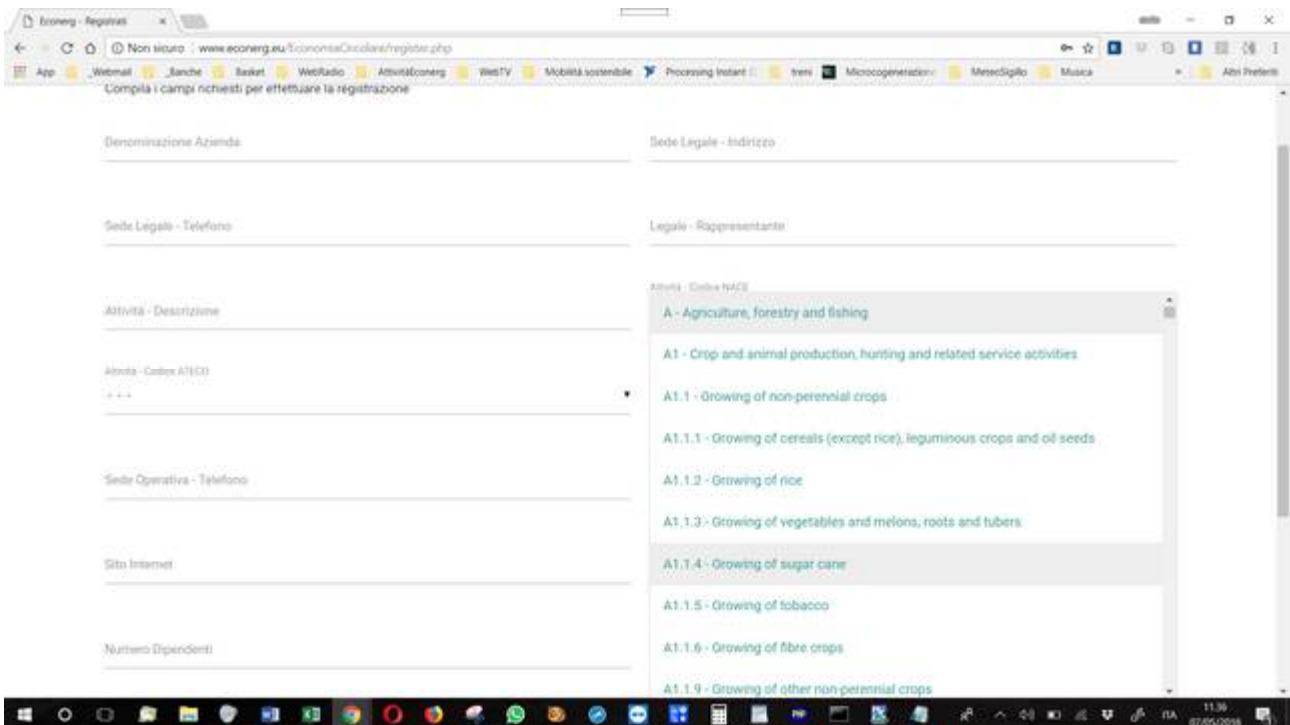 Econerg - Registrati
Non sicuro www.econerg.eu/EconomiaCircolare/register.php
App _Webmail _Banche Basket WebRadio AttivitàEconerg WebTV Mobilità sostenibile Processing Instant treni Microcogenerazion MeteoSigillo Musica » Altri Preferiti
Compila i campi richiesti per effettuare la registrazione
Denominazione Azienda
Sede Legale - Indirizzo
Sede Legale - Telefono
Legale - Rappresentante
Attività - Descrizione
Attività - Codice NACE
A - Agriculture, forestry and fishing
A1 - Crop and animal production, hunting and related service activities
Attività - Codice ATECO
- - -
A1.1 - Growing of non-perennial crops
A1.1.1 - Growing of cereals (except rice), leguminous crops and oil seeds
Sede Operativa - Telefono
A1.1.2 - Growing of rice
A1.1.3 - Growing of vegetables and melons, roots and tubers
Sito Internet
A1.1.4 - Growing of sugar cane
A1.1.5 - Growing of tobacco
Numero Dipendenti
A1.1.6 - Growing of fibre crops
A1.1.9 - Growing of other non-perennial crops
ITA
11.36